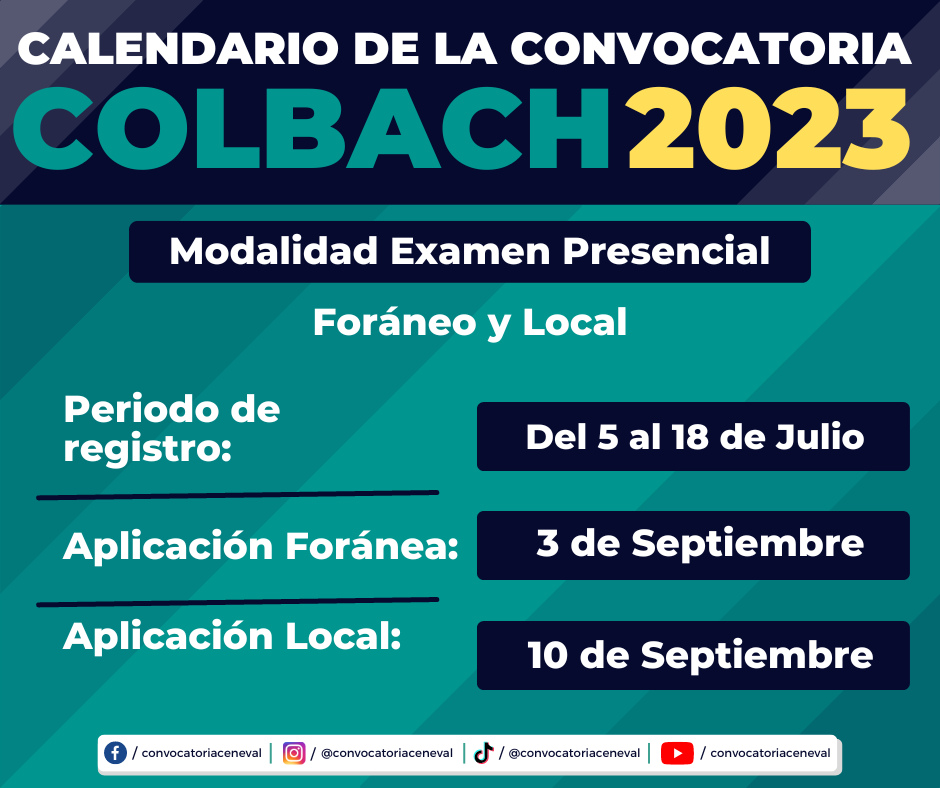 CALENDARIO DE LA CONVOCATORIA
COLBACH 2023
Modalidad Examen Presencial
Foráneo y Local
Periodo de
registro:
Del 5 al 18 de Julio
Aplicación Foránea:
3 de Septiembre
Aplicación Local:
10 de Septiembre
/ convocatoriaceneval | / @convocatoriaceneval | / @convocatoriaceneval | / convocatoriaceneval